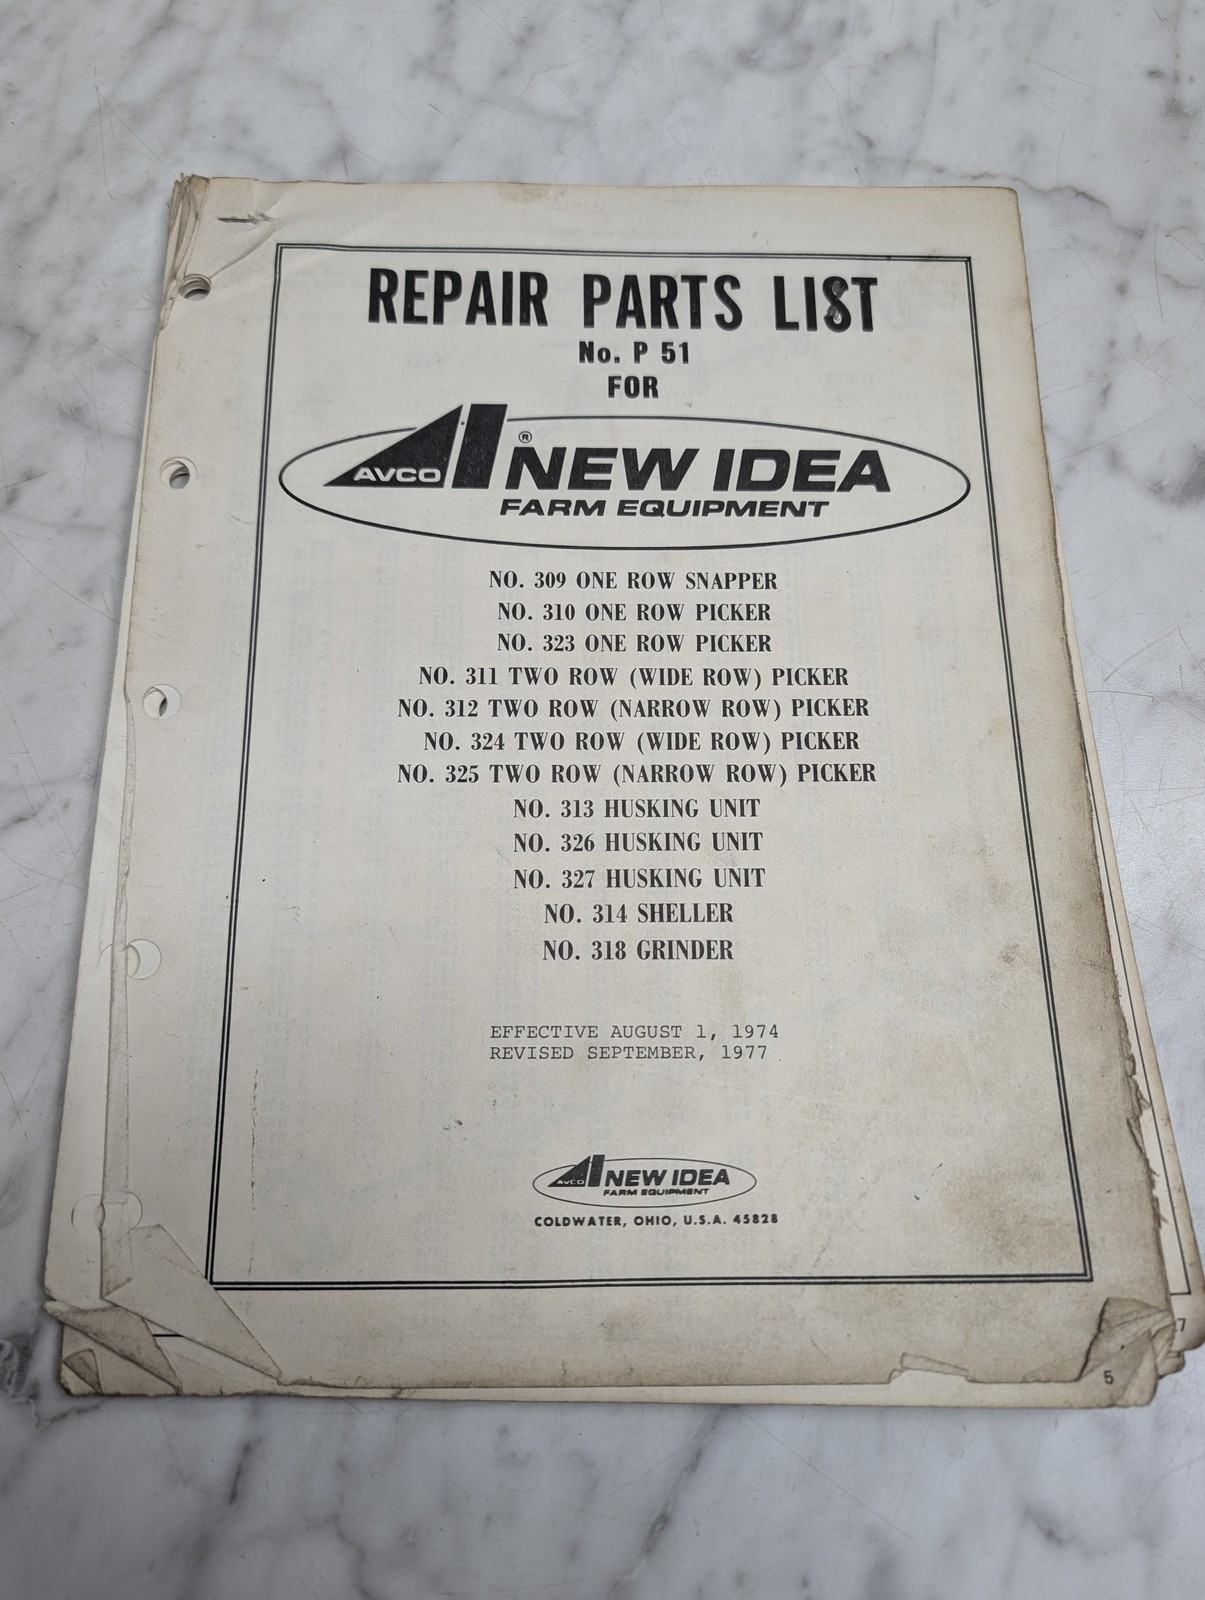 REPAIR PARTS LIST
No. P 51
FOR
AVCO ® NEW IDEA
FARM EQUIPMENT
NO. 309 ONE ROW SNAPPER
NO. 310 ONE ROW PICKER
NO. 323 ONE ROW PICKER
NO. 311 TWO ROW (WIDE ROW) PICKER
NO. 312 TWO ROW (NARROW ROW) PICKER
NO. 324 TWO ROW (WIDE ROW) PICKER
NO. 325 TWO ROW (NARROW ROW) PICKER
NO. 313 HUSKING UNIT
NO. 326 HUSKING UNIT
NO. 327 HUSKING UNIT
NO. 314 SHELLER
NO. 318 GRINDER
EFFECTIVE AUGUST 1, 1974
REVISED SEPTEMBER, 1977
AVCO NEW IDEA
FARM EQUIPMENT
COLDWATER, OHIO, U.S.A. 45828
7
5